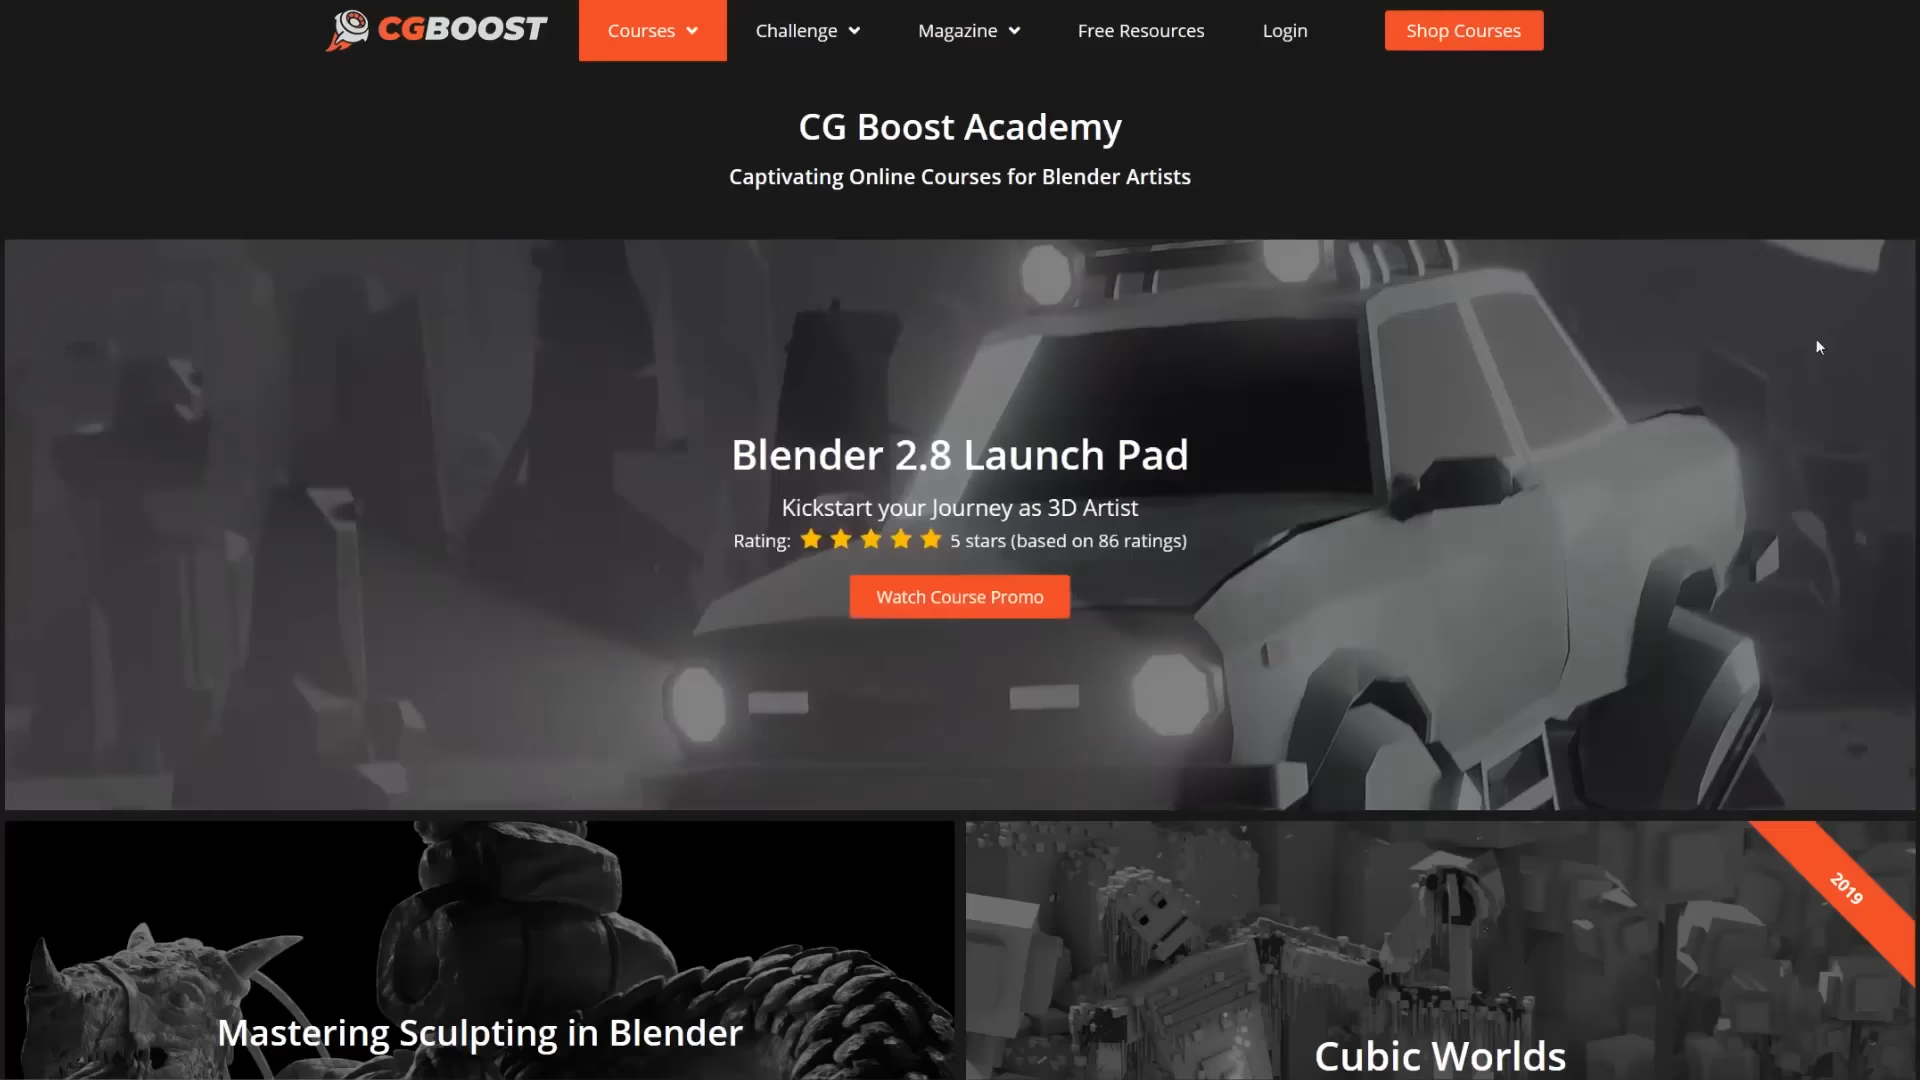 CGBOOST
Courses
Challenge
Magazine
Free Resources
Login
Shop Courses
CG Boost Academy
Captivating Online Courses for Blender Artists
Blender 2.8 Launch Pad
Kickstart your Journey as 3D Artist
Rating: 5 stars (based on 86 ratings)
Watch Course Promo
2019
Mastering Sculpting in Blender
Cubic Worlds